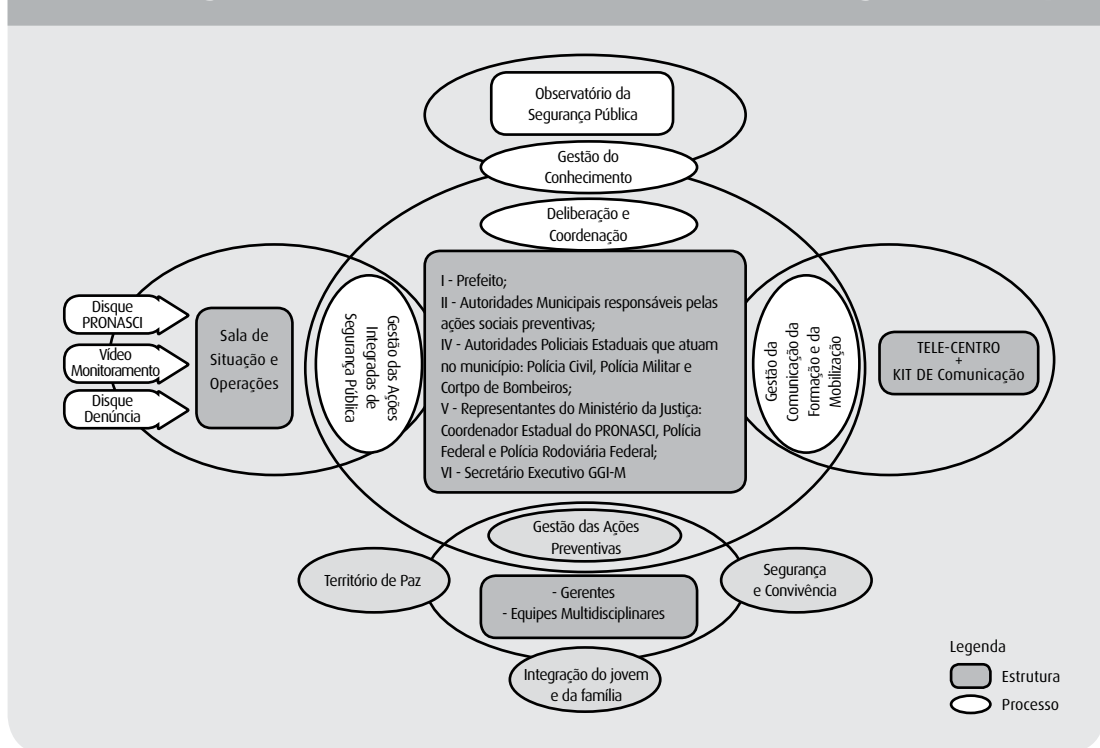 Observatório da
Segurança Pública
Gestão do
Conhecimento
Deliberação e
Coordenação
Disque
PRONASCI
Vídeo
Monitoramento
Disque
Denúncia
Sala de
Situação e
Operações
Gestão das Ações
Integradas de
Segurança Pública
I - Prefeito;
II - Autoridades Municipais responsáveis pelas
ações sociais preventivas;
IV - Autoridades Policiais Estaduais que atuam
no município: Polícia Civil, Polícia Militar e
Cortpo de Bombeiros;
V - Representantes do Ministério da Justiça:
Coordenador Estadual do PRONASCI, Polícia
Federal e Polícia Rodoviária Federal;
VI - Secretário Executivo GGI-M
Gestão da
Comunicação da
Formação e da
Mobilização
TELE-CENTRO
+
KIT DE Comunicação
Gestão das Ações
Preventivas
Território de Paz
- Gerentes
- Equipes Multidisciplinares
Segurança
e Convivência
Integração do jovem
e da família
Legenda
Estrutura
Processo